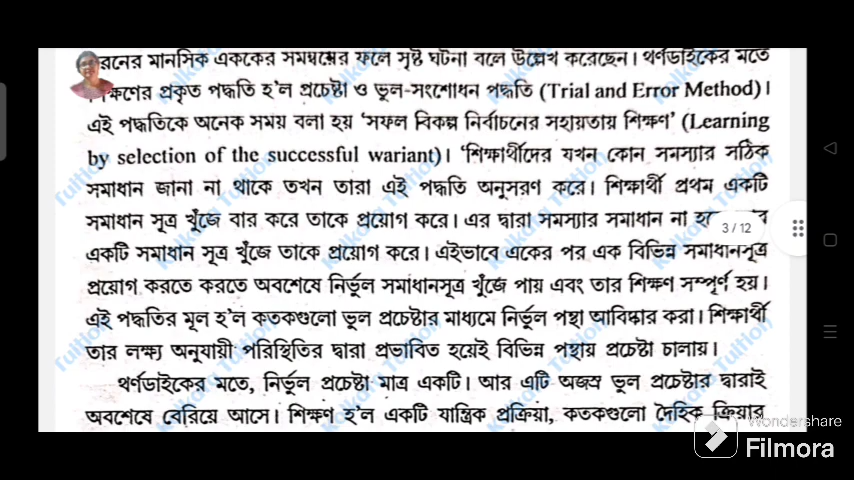 রনের মানসিক এককের সমন্বয়ের ফলে সৃষ্ট ঘটনা বলে উল্লেখ করেছেন। থর্ণডাইকের মতে
ক্ষণের প্রকৃত পদ্ধতি হ'ল প্রচেষ্টা ও ভুল-সংশোধন পদ্ধতি (Trial and Error Method)।
এই পদ্ধতিকে অনেক সময় বলা হয় 'সফল বিকল্প নির্বাচনের সহায়তায় শিক্ষণ' (Learning
by selection of the successful wariant)। 'শিক্ষার্থীদের যখন কোন সমস্যার সঠিক
সমাধান জানা না থাকে তখন তারা এই পদ্ধতি অনুসরণ করে। শিক্ষার্থী প্রথম একটি
সমাধান সূত্র খুঁজে বার করে তাকে প্রয়োগ করে। এর দ্বারা সমস্যার সমাধান না
3 / 12
একটি সমাধান সূত্র খুঁজে তাকে প্রয়োগ করে। এইভাবে একের পর এক বিভিন্ন সমাধানসূত্র
প্রয়োগ করতে করতে অবশেষে নির্ভুল সমাধানসূত্র খুঁজে পায় এবং তার শিক্ষণ সম্পূর্ণ হয়।
এই পদ্ধতির মূল হ'ল কতকগুলো ভুল প্রচেষ্টার মাধ্যমে নির্ভুল পন্থা আবিষ্কার করা। শিক্ষার্থী
তার লক্ষ্য অনুযায়ী পরিস্থিতির দ্বারা প্রভাবিত হয়েই বিভিন্ন পন্থায় প্রচেষ্টা চালায়।
থর্ণডাইকের মতে, নির্ভুল প্রচেষ্টা মাত্র একটি। আর এটি অজস্র ভুল প্রচেষ্টার দ্বারাই
অবশেষে বেরিয়ে আসে। শিক্ষণ হ'ল একটি যান্ত্রিক প্রক্রিয়া, কতকগুলো দৈহিক ক্রিয়ার
Wondershare
Filmora